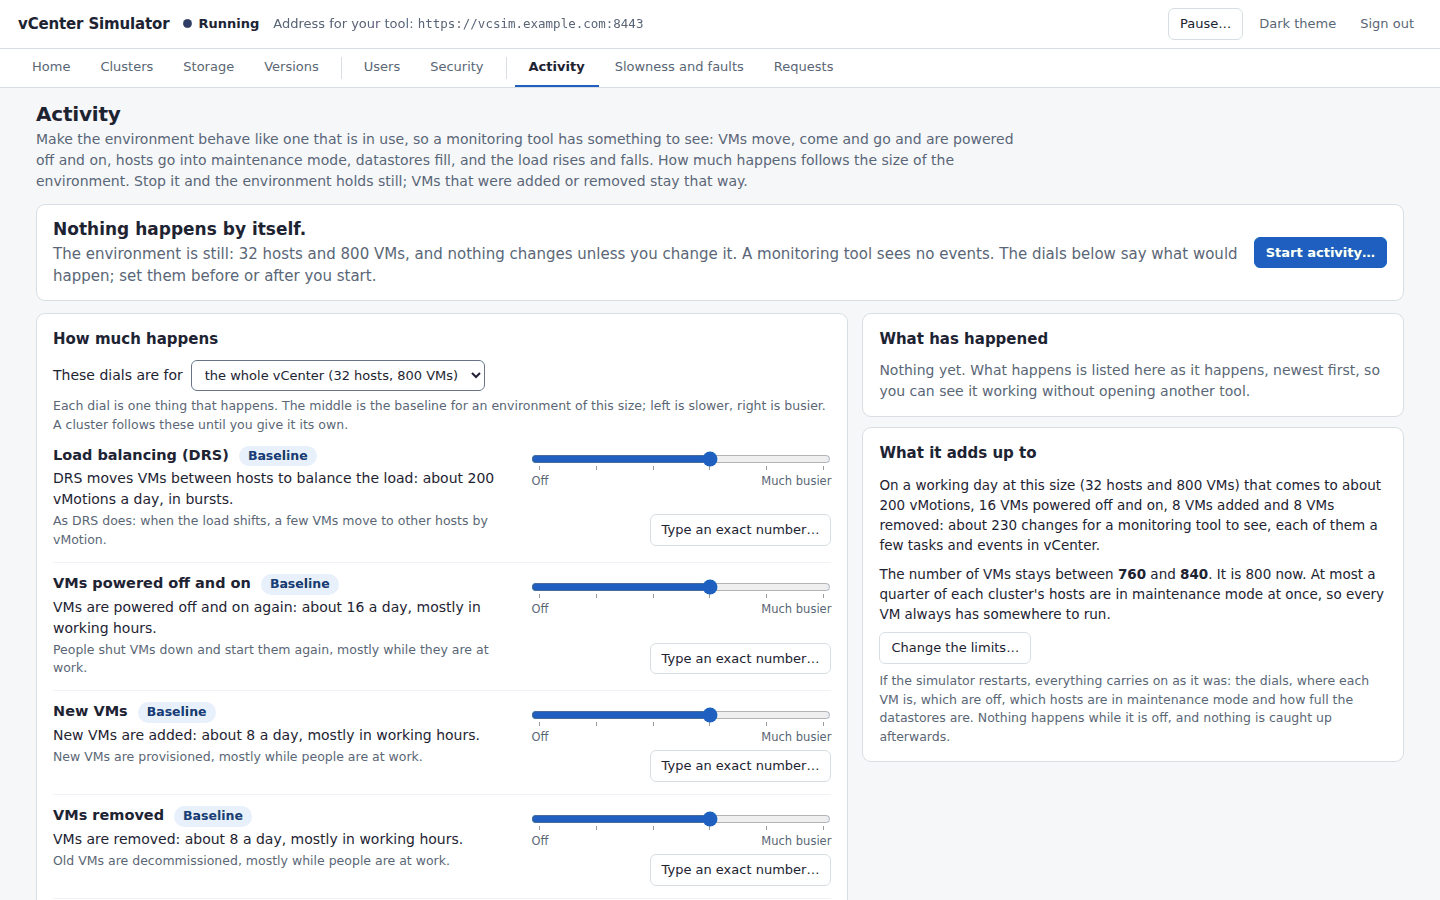 vCenter Simulator Running Address for your tool: https://vcsim.example.com:8443 Pause... Dark theme Sign out
Home Clusters Storage Versions Users Security Activity Slowness and faults Requests
Activity
Make the environment behave like one that is in use, so a monitoring tool has something to see: VMs move, come and go and are powered
off and on, hosts go into maintenance mode, datastores fill, and the load rises and falls. How much happens follows the size of the
environment. Stop it and the environment holds still; VMs that were added or removed stay that way.
Nothing happens by itself.
The environment is still: 32 hosts and 800 VMs, and nothing changes unless you change it. A monitoring tool sees no events. The dials below say what would
happen; set them before or after you start.
Start activity...
How much happens
These dials are for the whole vCenter (32 hosts, 800 VMs)
Each dial is one thing that happens. The middle is the baseline for an environment of this size; left is slower, right is busier.
A cluster follows these until you give it its own.
Load balancing (DRS) Baseline
DRS moves VMs between hosts to balance the load: about 200
vMotions a day, in bursts.
As DRS does: when the load shifts, a few VMs move to other hosts by
vMotion.
Off Much busier
Type an exact number...
VMs powered off and on Baseline
VMs are powered off and on again: about 16 a day, mostly in
working hours.
People shut VMs down and start them again, mostly while they are at
work.
Off Much busier
Type an exact number...
New VMs Baseline
New VMs are added: about 8 a day, mostly in working hours.
New VMs are provisioned, mostly while people are at work.
Off Much busier
Type an exact number...
VMs removed Baseline
VMs are removed: about 8 a day, mostly in working hours.
Old VMs are decommissioned, mostly while people are at work.
Off Much busier
Type an exact number...
What has happened
Nothing yet. What happens is listed here as it happens, newest first, so
you can see it working without opening another tool.
What it adds up to
On a working day at this size (32 hosts and 800 VMs) that comes to about
200 vMotions, 16 VMs powered off and on, 8 VMs added and 8 VMs
removed: about 230 changes for a monitoring tool to see, each of them a
few tasks and events in vCenter.
The number of VMs stays between 760 and 840. It is 800 now. At most a
quarter of each cluster's hosts are in maintenance mode at once, so every
VM always has somewhere to run.
Change the limits...
If the simulator restarts, everything carries on as it was: the dials, where each
VM is, which are off, which hosts are in maintenance mode and how full the
datastores are. Nothing happens while it is off, and nothing is caught up
afterwards.